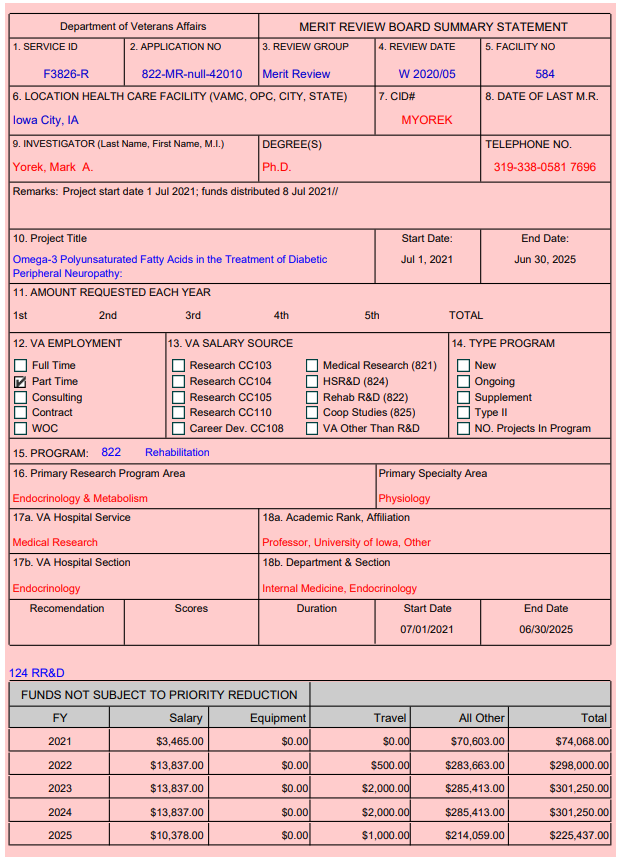 Department of Veterans Affairs
MERIT REVIEW BOARD SUMMARY STATEMENT
1. SERVICE ID
2. APPLICATION NO
3. REVIEW GROUP
4. REVIEW DATE
5. FACILITY NO
F3826-R
822-MR-null-42010
Merit Review
W 2020/05
584
6. LOCATION HEALTH CARE FACILITY (VAMC, OPC, CITY, STATE)
7. CID#
8. DATE OF LAST M.R.
Iowa City, IA
MYOREK
9. INVESTIGATOR (Last Name, First Name, M.I.)
DEGREE(S)
TELEPHONE NO.
Yorek, Mark A.
Ph.D.
319-338-0581 7696
Remarks: Project start date 1 Jul 2021; funds distributed 8 Jul 2021//
10. Project Title
Start Date:
End Date:
Omega-3 Polyunsaturated Fatty Acids in the Treatment of Diabetic
Peripheral Neuropathy:
Jul 1, 2021
Jun 30, 2025
11. AMOUNT REQUESTED EACH YEAR
1st 2nd 3rd 4th 5th TOTAL
12. VA EMPLOYMENT
Full Time
Part Time
Consulting
Contract
WOC
13. VA SALARY SOURCE
Research CC103
Research CC104
Research CC105
Research CC110
Career Dev. CC108
Medical Research (821)
HSR&D (824)
Rehab R&D (822)
Coop Studies (825)
VA Other Than R&D
14. TYPE PROGRAM
New
Ongoing
Supplement
Type II
NO. Projects In Program
15. PROGRAM: 822 Rehabilitation
16. Primary Research Program Area
Primary Specialty Area
Endocrinology & Metabolism
Physiology
17a. VA Hospital Service
18a. Academic Rank, Affiliation
Medical Research
Professor, University of Iowa, Other
17b. VA Hospital Section
18b. Department & Section
Endocrinology
Internal Medicine, Endocrinology
Recomendation Scores Duration Start Date End Date
07/01/2021 06/30/2025
124 RR&D
FUNDS NOT SUBJECT TO PRIORITY REDUCTION
FY Salary Equipment Travel All Other Total
2021 $3,465.00 $0.00 $0.00 $70,603.00 $74,068.00
2022 $13,837.00 $0.00 $500.00 $283,663.00 $298,000.00
2023 $13,837.00 $0.00 $2,000.00 $285,413.00 $301,250.00
2024 $13,837.00 $0.00 $2,000.00 $285,413.00 $301,250.00
2025 $10,378.00 $0.00 $1,000.00 $214,059.00 $225,437.00